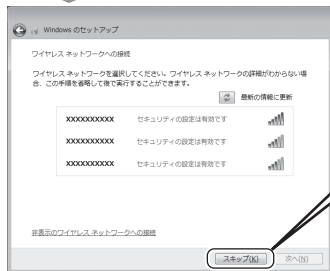 Windows のセットアップ
ワイヤレス ネットワークへの接続
ワイヤレス ネットワークを選択してください。ワイヤレス ネットワークの詳細がわからない場
合、この手順を省略して後で実行することができます。
最新の情報に更新
XXXXXXXXXX セキュリティの設定は有効です
XXXXXXXXXX セキュリティの設定は有効です
XXXXXXXXXX セキュリティの設定は有効です
非表示のワイヤレス ネットワークへの接続
スキップ(K) 次へ(N)